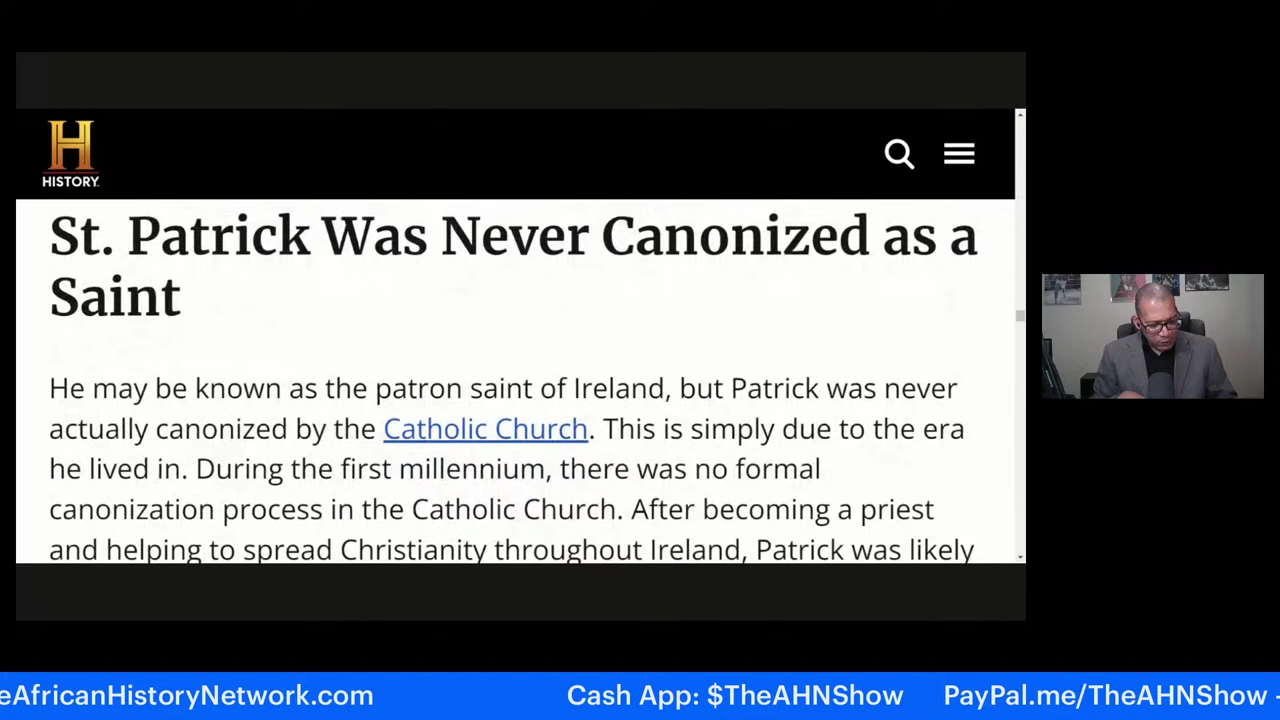 H
HISTORY
St. Patrick Was Never Canonized as a
Saint
He may be known as the patron saint of Ireland, but Patrick was never
actually canonized by the Catholic Church. This is simply due to the era
he lived in. During the first millennium, there was no formal
canonization process in the Catholic Church. After becoming a priest
and helping to spread Christianity throughout Ireland, Patrick was likely
eAfricanHistoryNetwork.com Cash App: $TheAHNShow PayPal.me/TheAHNShow -